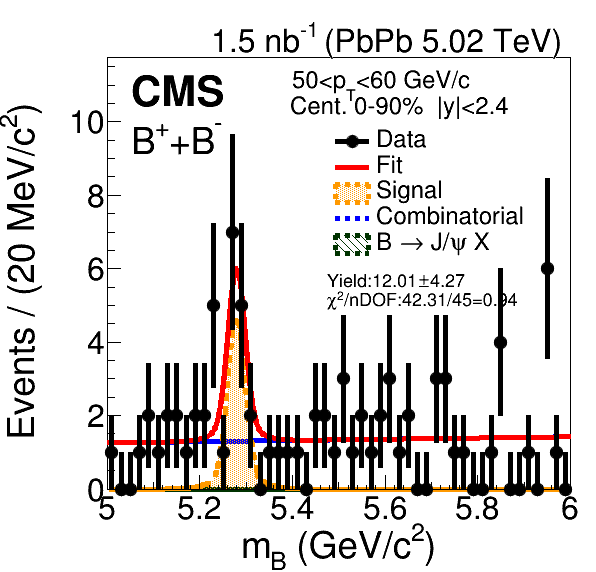 1.5 nb-1 (PbPb 5.02 TeV)
CMS
B++B-
50<pT<60 GeV/c
Cent. 0-90% |y|<2.4
Data
Fit
Signal
Combinatorial
B → J/ψ X
Yield:12.01±4.27
χ2/nDOF:42.31/45=0.94
Events / (20 MeV/c2)
10
8
6
4
2
0
5 5.2 5.4 5.6 5.8 6
mB (GeV/c2)